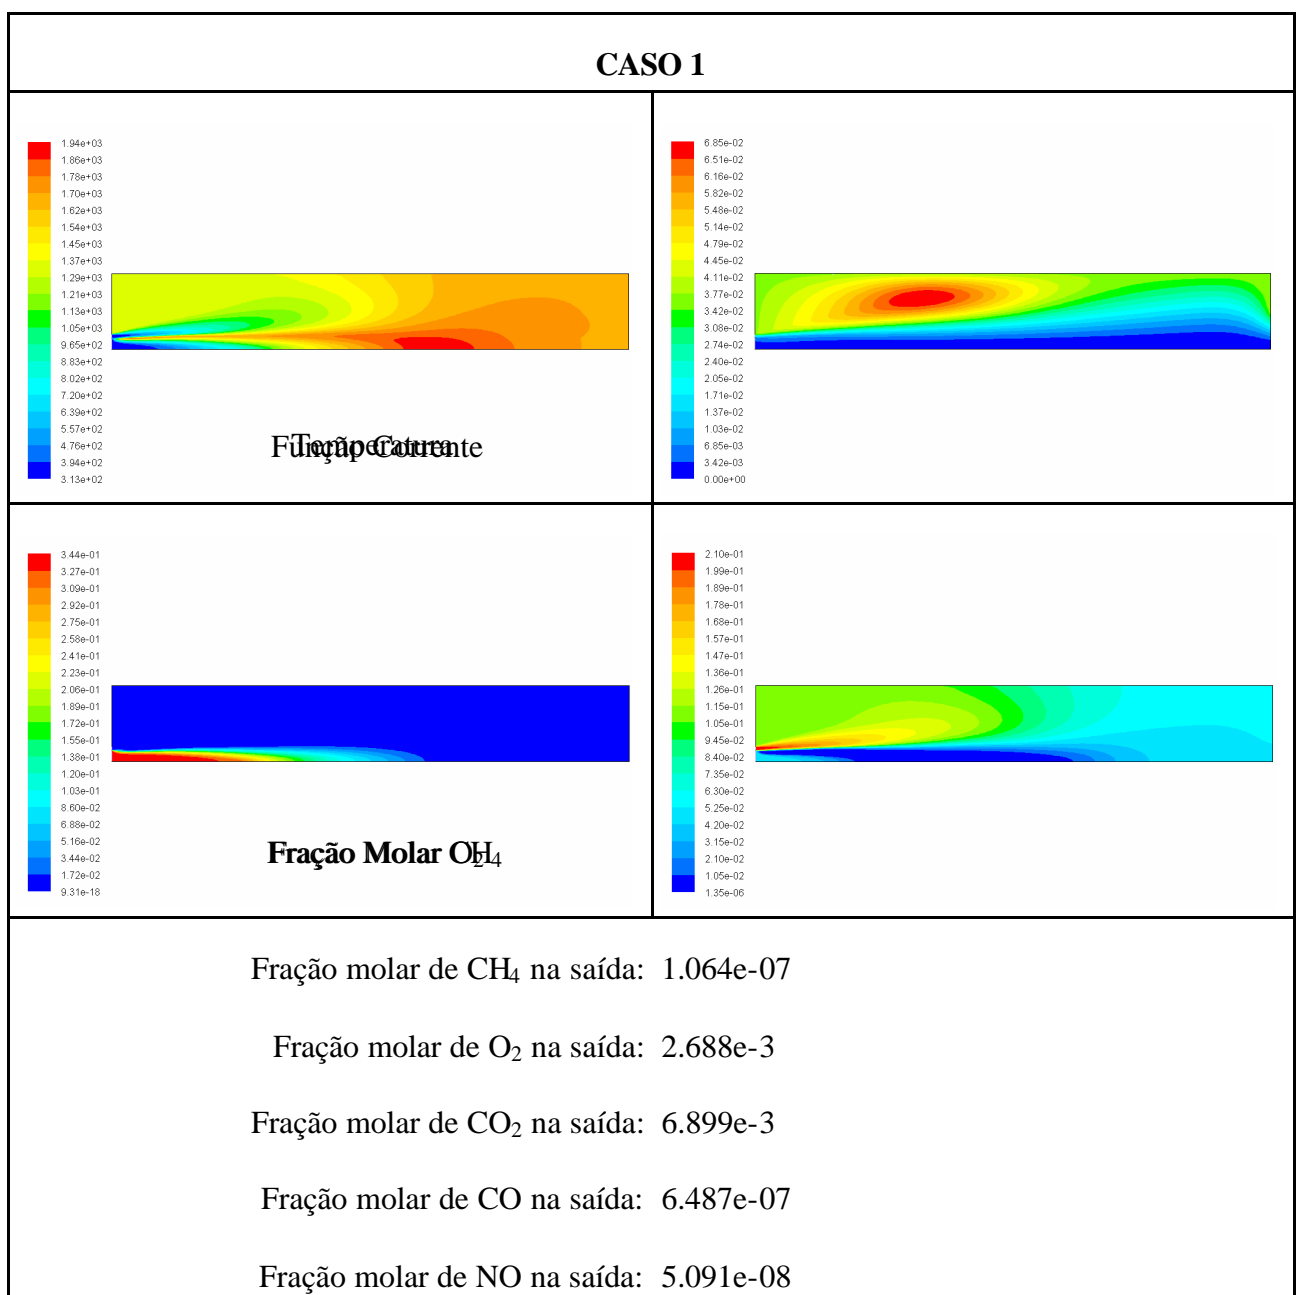 CASO 1
1.94e+03
1.86e+03
1.78e+03
1.70e+03
1.62e+03
1.54e+03
1.45e+03
1.37e+03
1.29e+03
1.21e+03
1.13e+03
1.05e+03
9.65e+02
8.83e+02
8.02e+02
7.20e+02
6.39e+02
5.57e+02
4.76e+02
3.94e+02
3.13e+02
Temperatura
Função Corrente
6.85e-02
6.51e-02
6.16e-02
5.82e-02
5.48e-02
5.14e-02
4.79e-02
4.45e-02
4.11e-02
3.77e-02
3.42e-02
3.08e-02
2.74e-02
2.40e-02
2.05e-02
1.71e-02
1.37e-02
1.03e-02
6.85e-03
3.42e-03
0.00e+00
3.44e-01
3.27e-01
3.09e-01
2.92e-01
2.75e-01
2.58e-01
2.41e-01
2.23e-01
2.06e-01
1.89e-01
1.72e-01
1.55e-01
1.38e-01
1.20e-01
1.03e-01
8.60e-02
6.88e-02
5.16e-02
3.44e-02
1.72e-02
9.31e-18
Fração Molar CH₄
Fração Molar O₂
2.10e-01
1.99e-01
1.89e-01
1.78e-01
1.68e-01
1.57e-01
1.47e-01
1.36e-01
1.26e-01
1.15e-01
1.05e-01
9.45e-02
8.40e-02
7.35e-02
6.30e-02
5.25e-02
4.20e-02
3.15e-02
2.10e-02
1.05e-02
1.35e-06
Fração molar de CH₄ na saída: 1.064e-07
Fração molar de O₂ na saída: 2.688e-3
Fração molar de CO₂ na saída: 6.899e-3
Fração molar de CO na saída: 6.487e-07
Fração molar de NO na saída: 5.091e-08